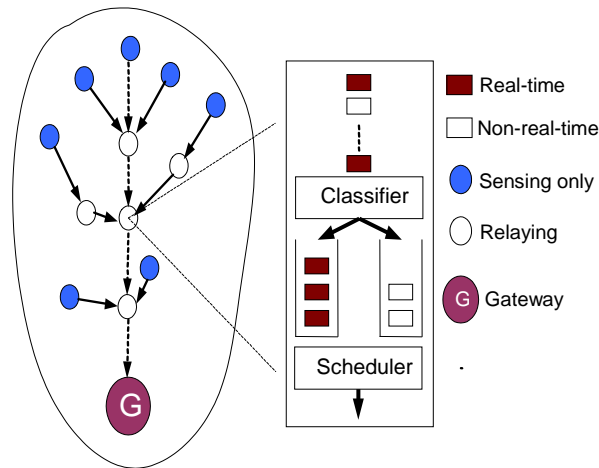 Real-time
Non-real-time
Classifier
Sensing only
Relaying
G
Gateway
Scheduler
G